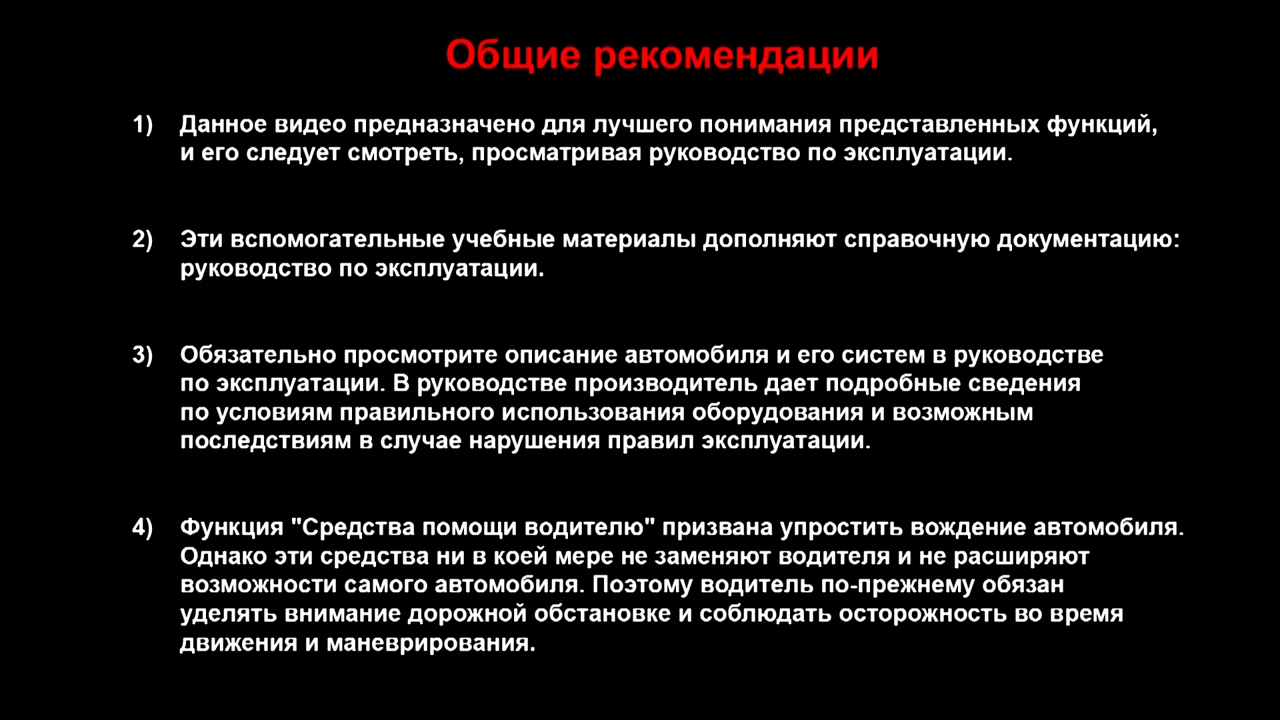 Общие рекомендации
1) Данное видео предназначено для лучшего понимания представленных функций,
и его следует смотреть, просматривая руководство по эксплуатации.
2) Эти вспомогательные учебные материалы дополняют справочную документацию:
руководство по эксплуатации.
3) Обязательно просмотрите описание автомобиля и его систем в руководстве
по эксплуатации. В руководстве производитель дает подробные сведения
по условиям правильного использования оборудования и возможным
последствиям в случае нарушения правил эксплуатации.
4) Функция "Средства помощи водителю" призвана упростить вождение автомобиля.
Однако эти средства ни в коей мере не заменяют водителя и не расширяют
возможности самого автомобиля. Поэтому водитель по-прежнему обязан
уделять внимание дорожной обстановке и соблюдать осторожность во время
движения и маневрирования.